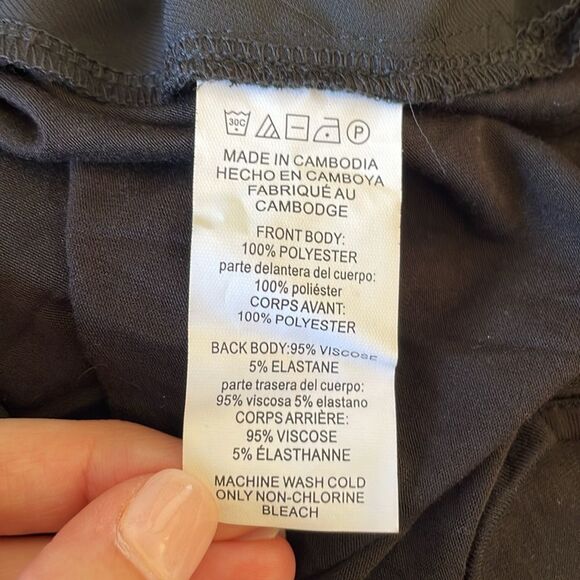 30C P
MADE IN CAMBODIA
HECHO EN CAMBOYA
FABRIQUÉ AU
CAMBODGE
FRONT BODY:
100% POLYESTER
parte delantera del cuerpo:
100% poliéster
CORPS AVANT:
100% POLYESTER
BACK BODY:95% VISCOSE
5% ELASTANE
parte trasera del cuerpo:
95% viscosa 5% elastano
CORPS ARRIÈRE:
95% VISCOSE
5% ÉLASTHANNE
MACHINE WASH COLD
ONLY NON-CHLORINE
BLEACH